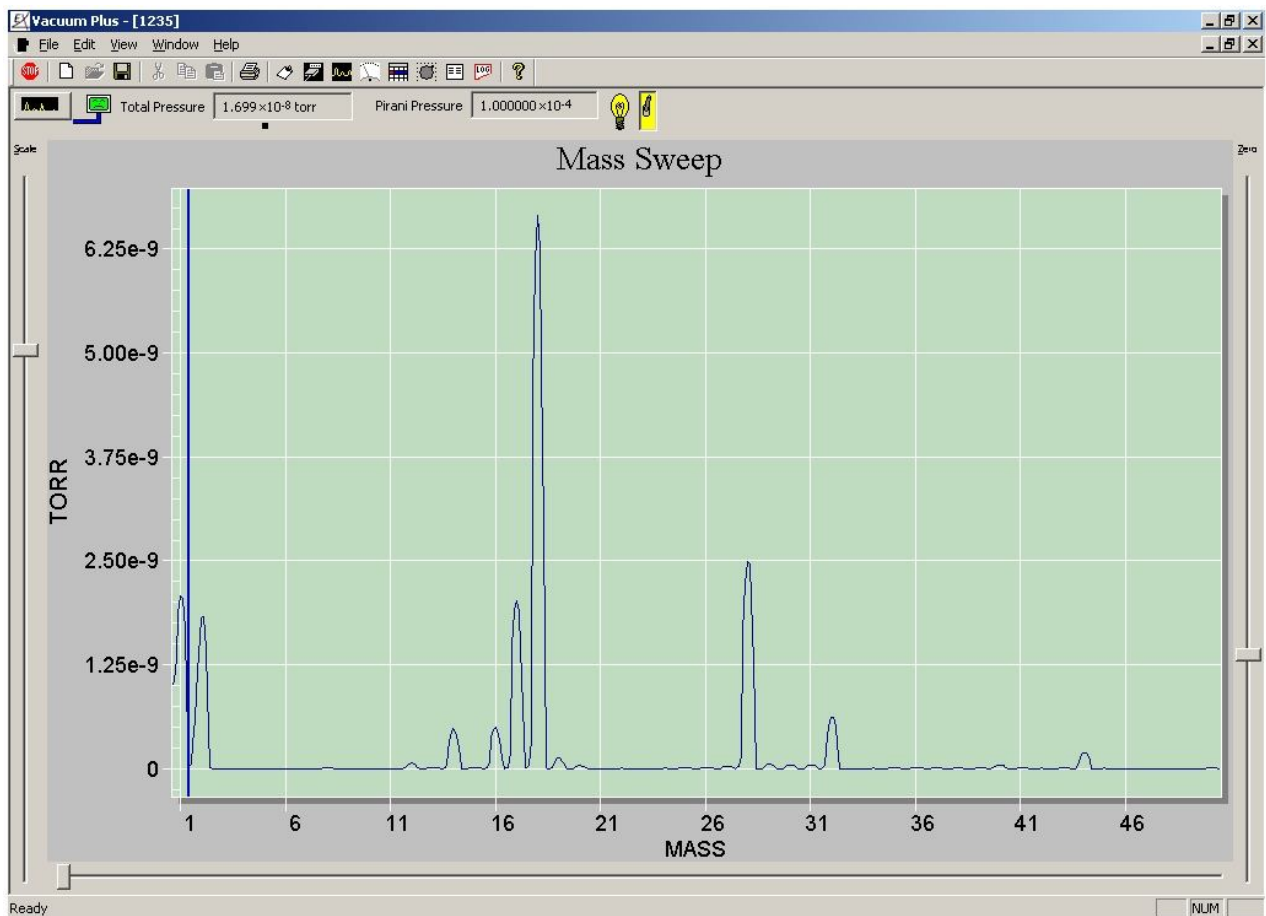 Vacuum Plus - [1235]
File Edit View Window Help
STOP LOG ?
Total Pressure 1.699×10-8 torr Pirani Pressure 1.000000×10-4
Scale Zero
Mass Sweep
6.25e-9
5.00e-9
3.75e-9
2.50e-9
1.25e-9
0
TORR
1 6 11 16 21 26 31 36 41 46
MASS
Ready NUM